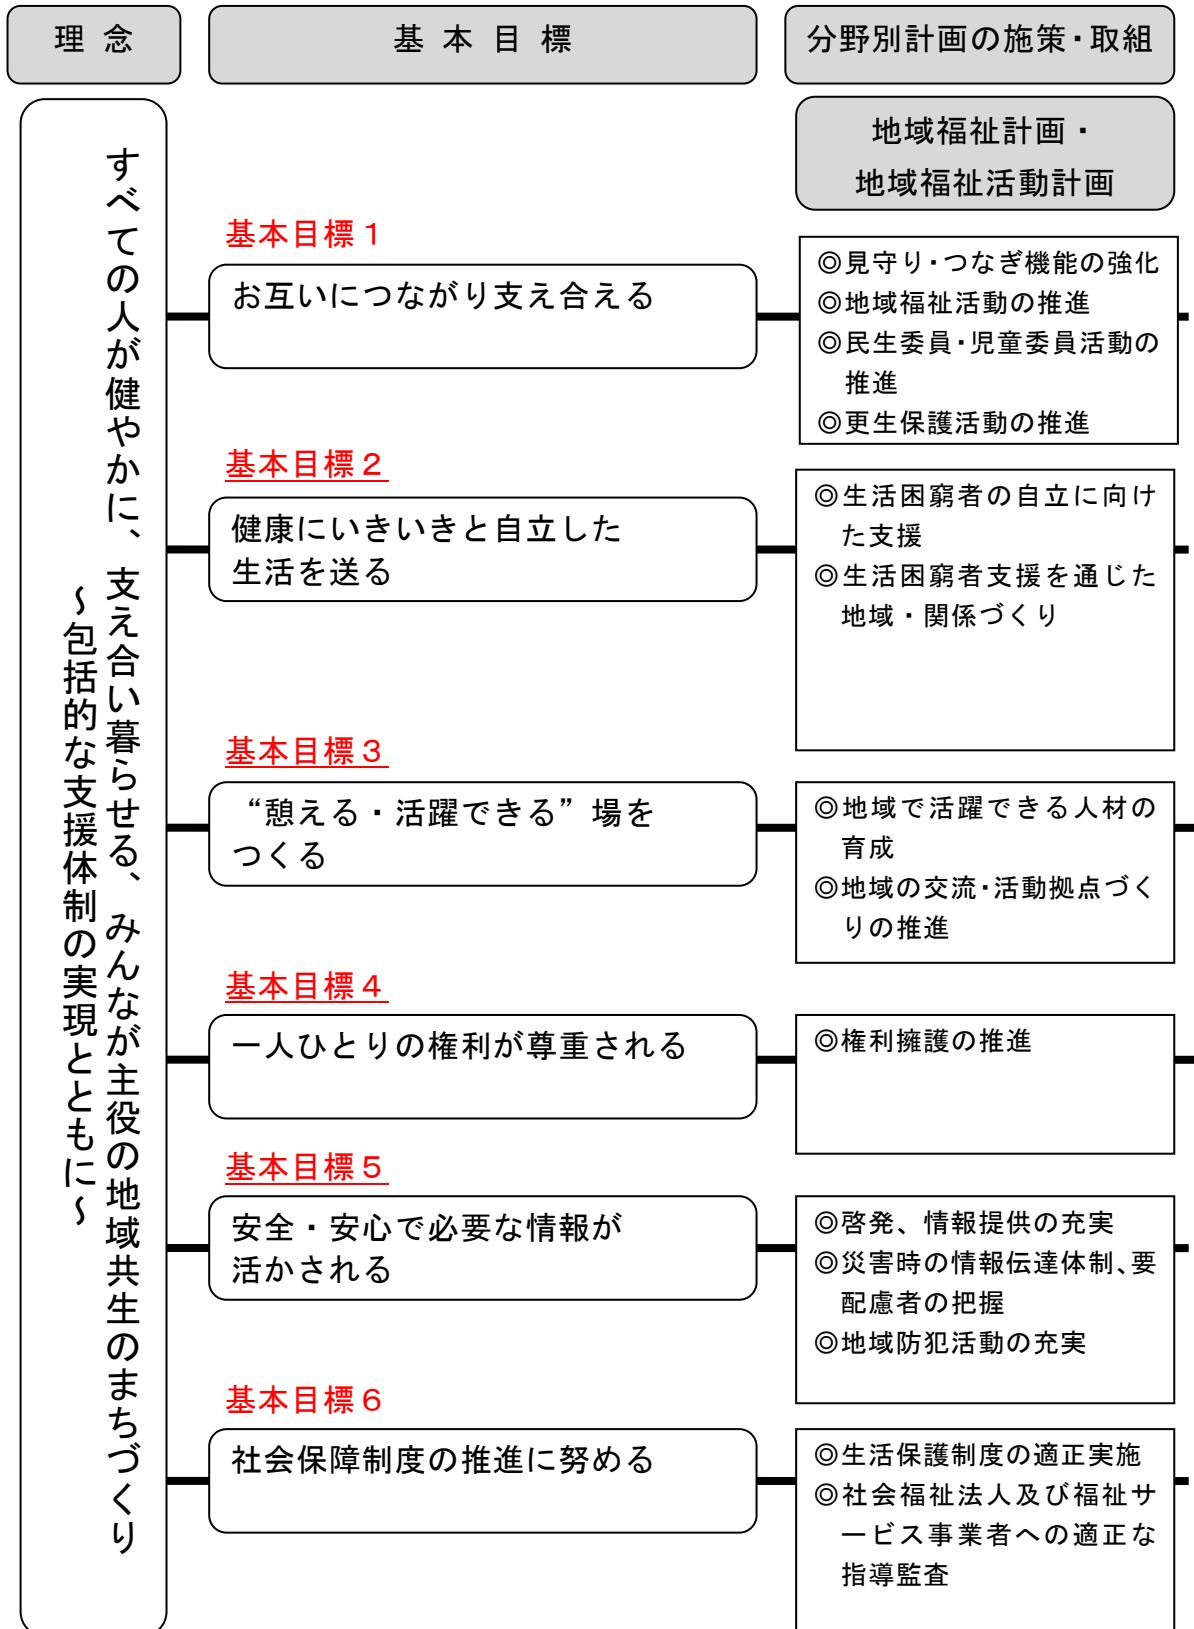 理 念
基 本 目 標
分野別計画の施策・取組
地域福祉計画・
地域福祉活動計画
すべての人が健やかに、支え合い暮らせる、みんなが主役の地域共生のまちづくり
～包括的な支援体制の実現とともに～
基本目標１
お互いにつながり支え合える
◎見守り・つなぎ機能の強化
◎地域福祉活動の推進
◎民生委員・児童委員活動の
推進
◎更生保護活動の推進
基本目標２
健康にいきいきと自立した
生活を送る
◎生活困窮者の自立に向け
た支援
◎生活困窮者支援を通じた
地域・関係づくり
基本目標３
“憩える・活躍できる”場を
つくる
◎地域で活躍できる人材の
育成
◎地域の交流・活動拠点づく
りの推進
基本目標４
一人ひとりの権利が尊重される
◎権利擁護の推進
基本目標５
安全・安心で必要な情報が
活かされる
◎啓発、情報提供の充実
◎災害時の情報伝達体制、要
配慮者の把握
◎地域防犯活動の充実
基本目標６
社会保障制度の推進に努める
◎生活保護制度の適正実施
◎社会福祉法人及び福祉サ
ービス事業者への適正な
指導監査